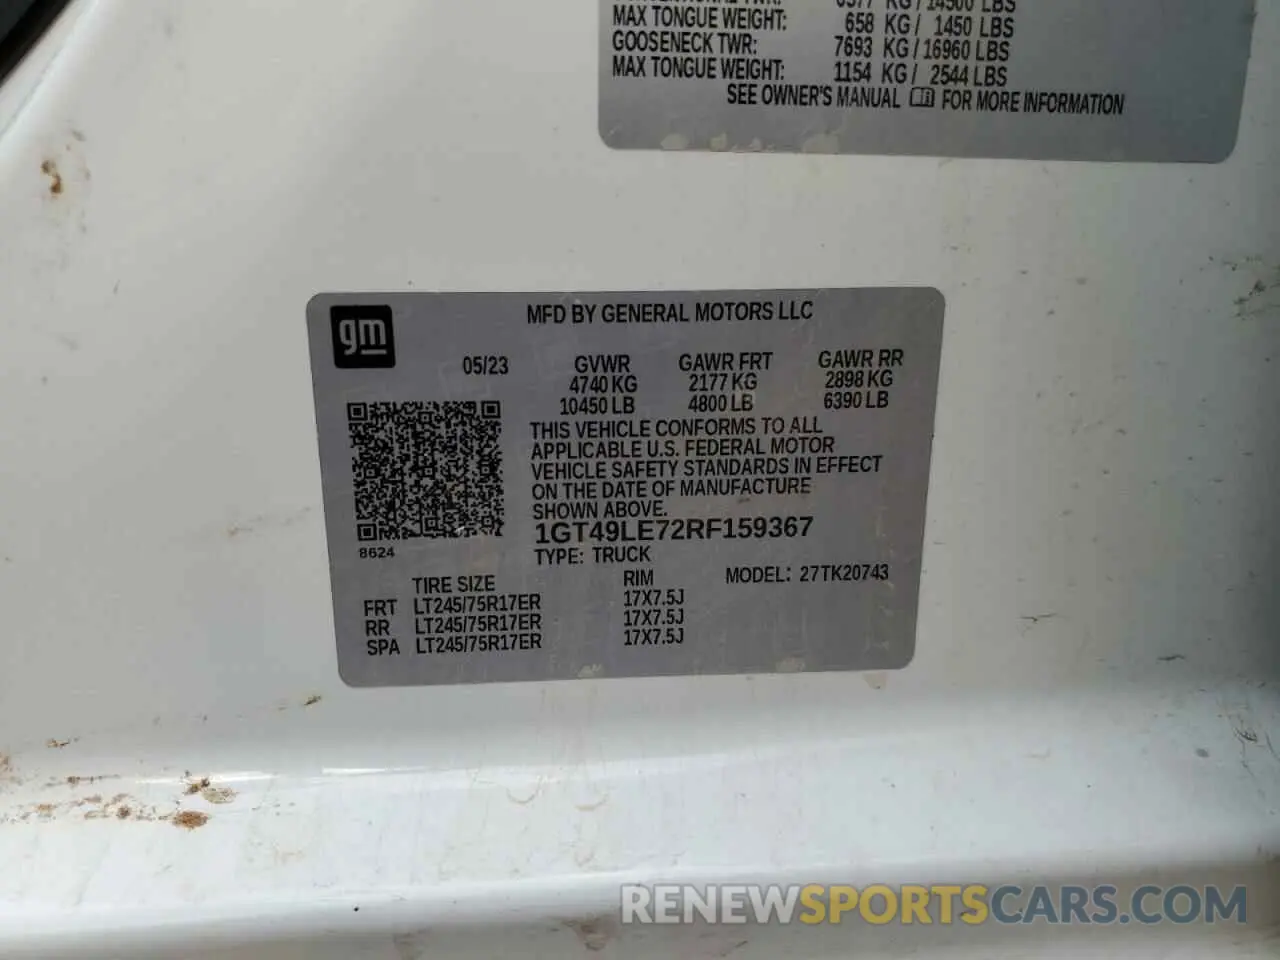 6577 KG/14500 LBS
MAX TONGUE WEIGHT: 658 KG/ 1450 LBS
GOOSENECK TWR: 7693 KG/16960 LBS
MAX TONGUE WEIGHT: 1154 KG/ 2544 LBS
SEE OWNER'S MANUAL FOR MORE INFORMATION
gm
MFD BY GENERAL MOTORS LLC
05/23 GVWR GAWR FRT GAWR RR
4740 KG 2177 KG 2898 KG
10450 LB 4800 LB 6390 LB
THIS VEHICLE CONFORMS TO ALL
APPLICABLE U.S. FEDERAL MOTOR
VEHICLE SAFETY STANDARDS IN EFFECT
ON THE DATE OF MANUFACTURE
SHOWN ABOVE.
1GT49LE72RF159367
8624
TYPE: TRUCK
MODEL: 27TK20743
TIRE SIZE RIM
FRT LT245/75R17ER 17X7.5J
RR LT245/75R17ER 17X7.5J
SPA LT245/75R17ER 17X7.5J
RENEWSPORTSCARS.COM